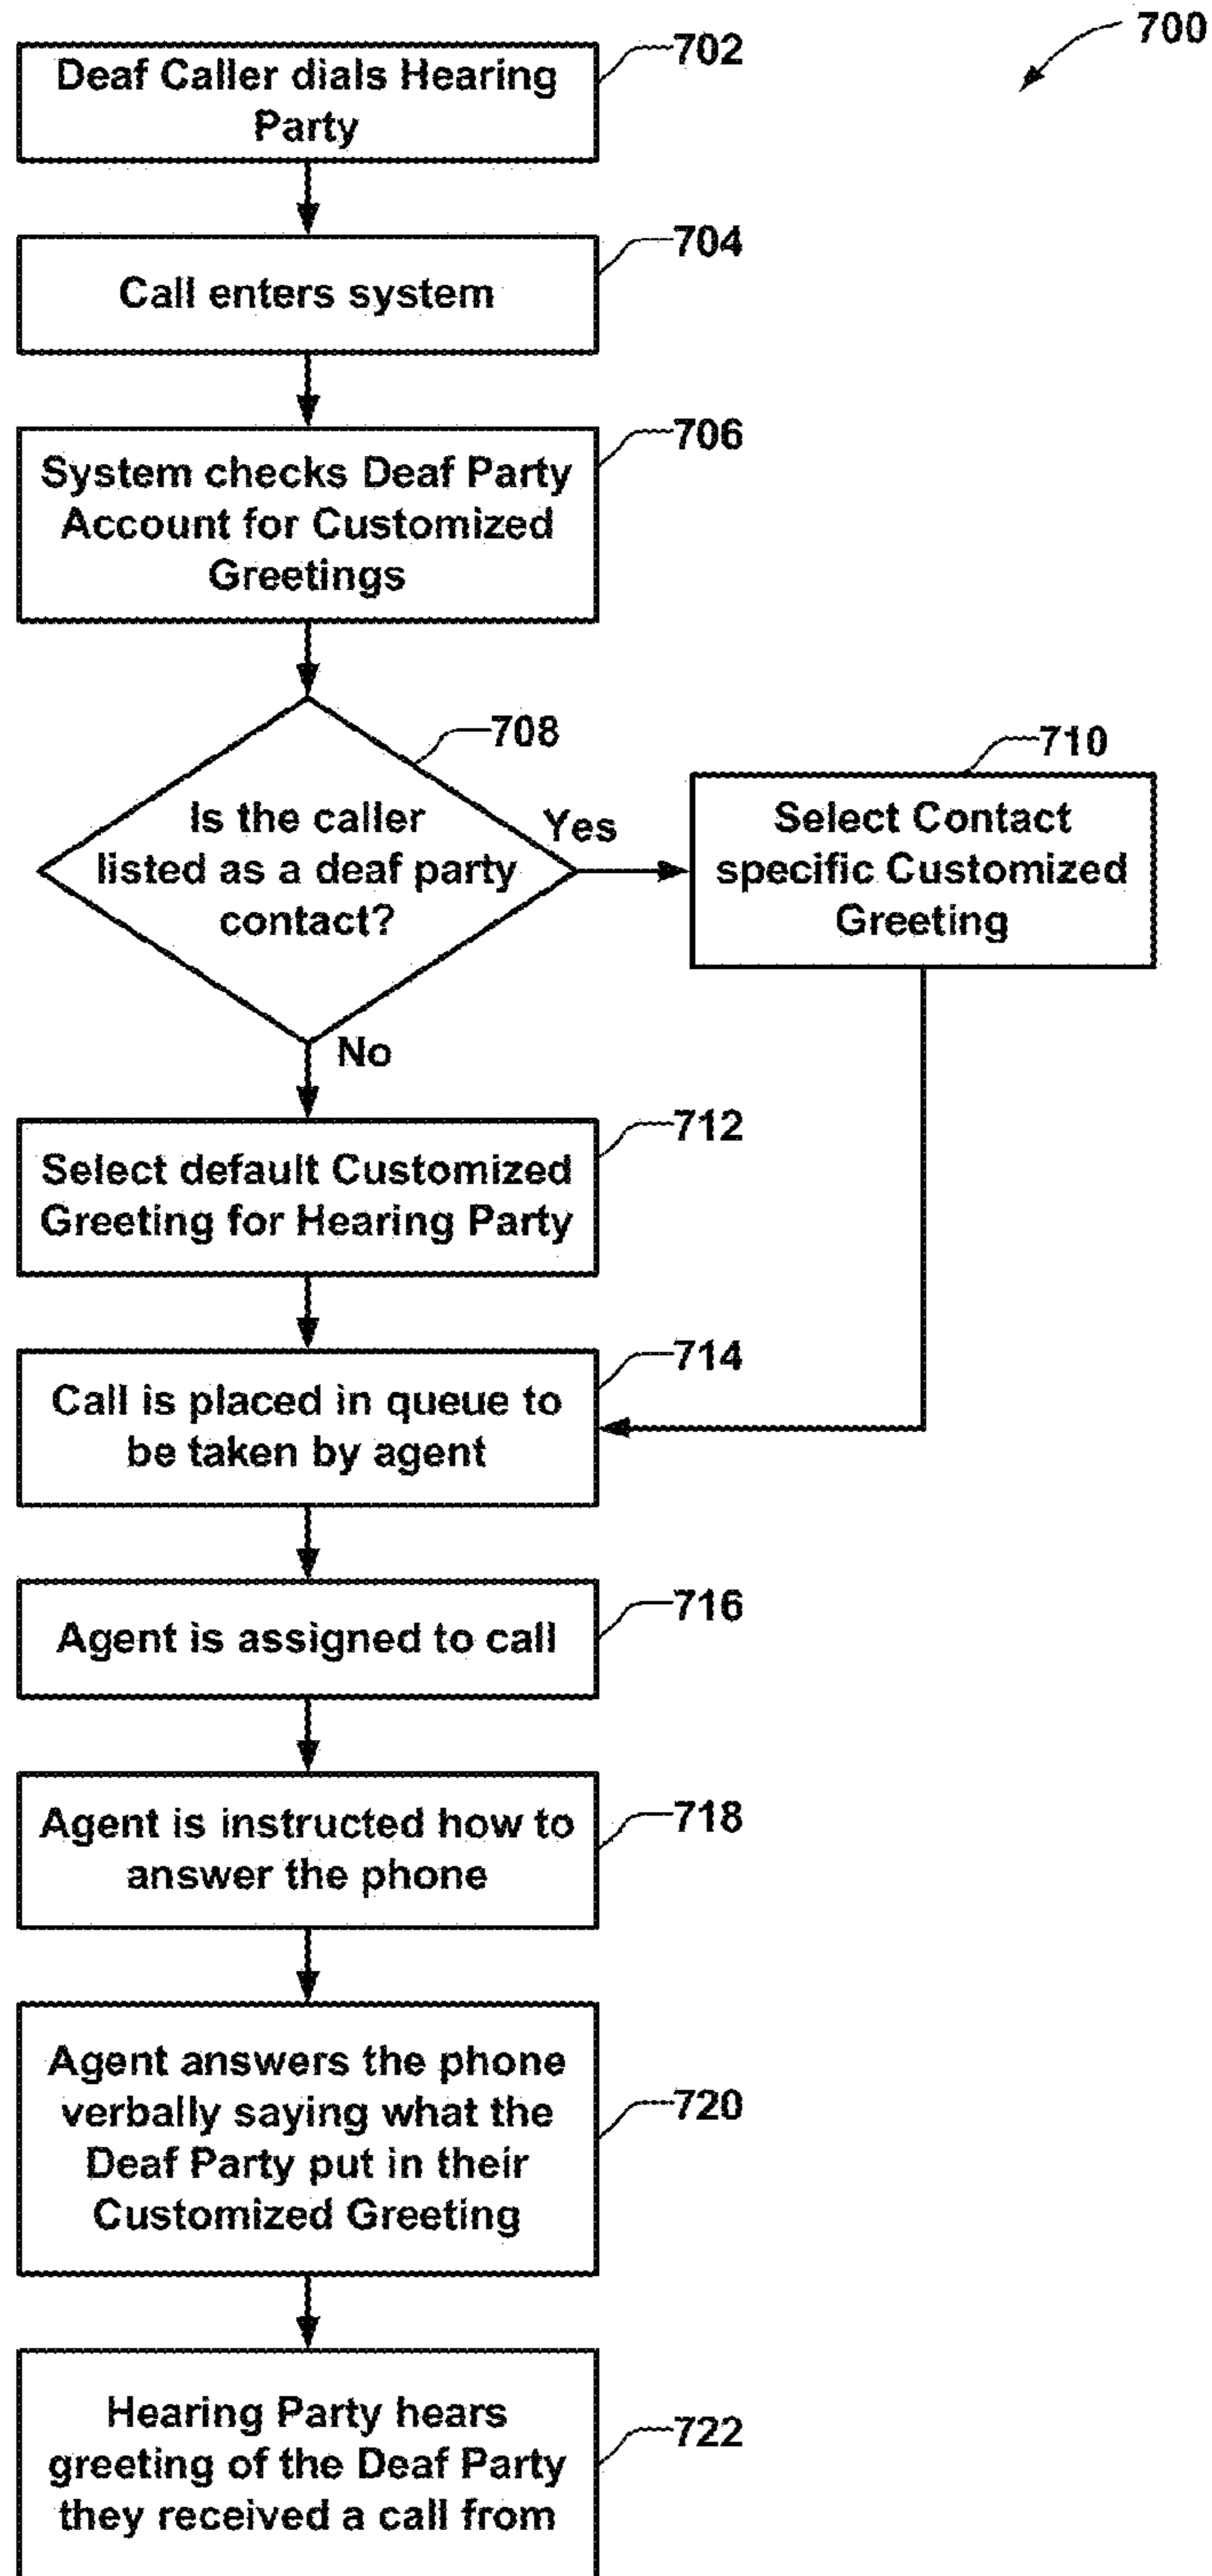 700
702
Deaf Caller dials Hearing
Party
704
Call enters system
706
System checks Deaf Party
Account for Customized
Greetings
708
Is the caller
listed as a deaf party
contact?
Yes
710
Select Contact
specific Customized
Greeting
No
712
Select default Customized
Greeting for Hearing Party
714
Call is placed in queue to
be taken by agent
716
Agent is assigned to call
718
Agent is instructed how to
answer the phone
720
Agent answers the phone
verbally saying what the
Deaf Party put in their
Customized Greeting
722
Hearing Party hears
greeting of the Deaf Party
they received a call from